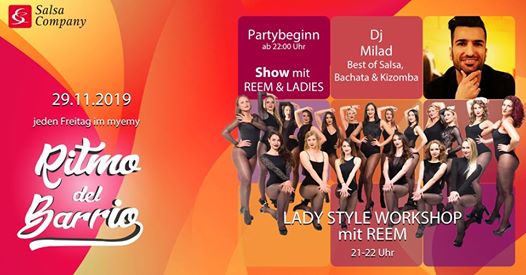 Salsa
Company
29.11.2019
jeden Freitag im myemy
Ritmo
del
Barrio
Partybeginn
ab 22:00 Uhr
Show mit
REEM & LADIES
Dj
Milad
Best of Salsa,
Bachata & Kizomba
LADY STYLE WORKSHOP
mit REEM
21-22 Uhr